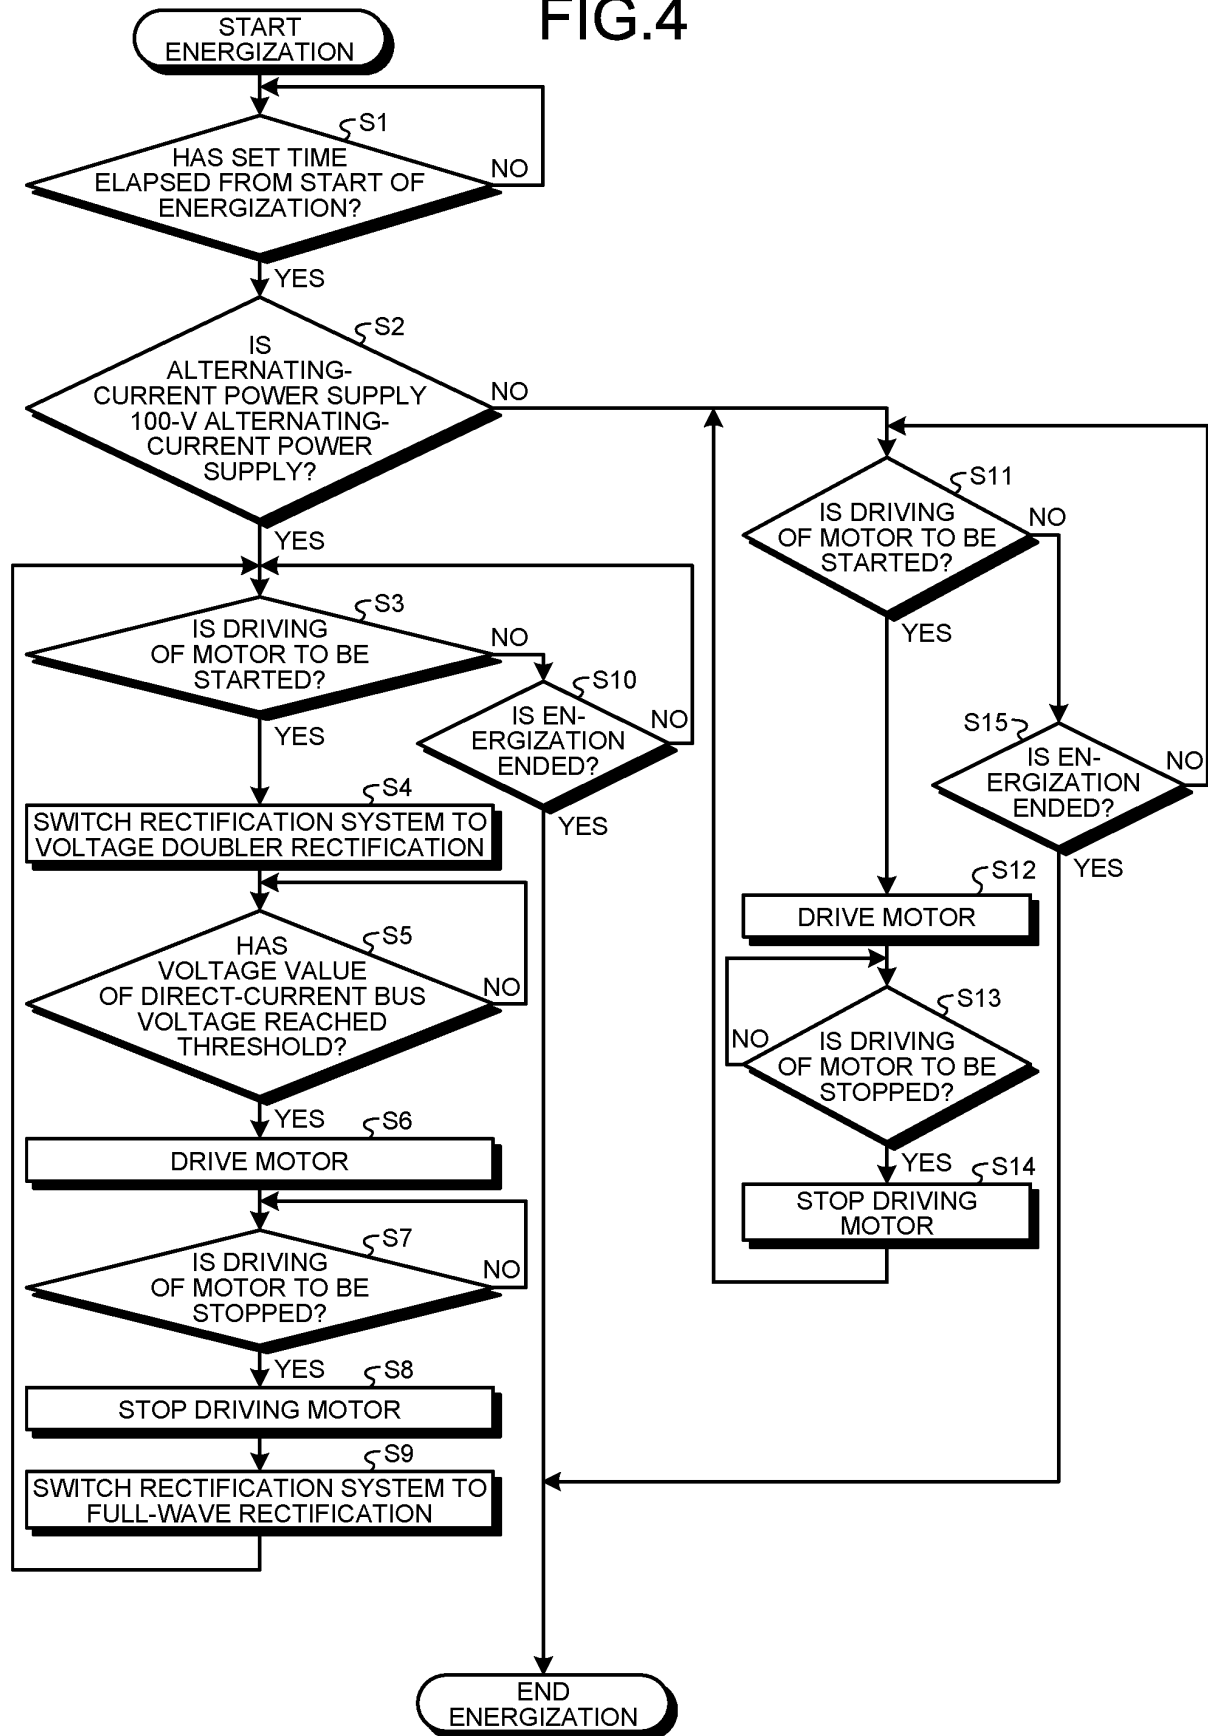 FIG.4
START
ENERGIZATION
S1
HAS SET TIME
ELAPSED FROM START OF
ENERGIZATION?
NO
YES
S2
IS
ALTERNATING-
CURRENT POWER SUPPLY
100-V ALTERNATING-
CURRENT POWER
SUPPLY?
NO
YES
S3
IS DRIVING
OF MOTOR TO BE
STARTED?
NO
YES
S10
IS EN-
ERGIZATION
ENDED?
NO
YES
S4
SWITCH RECTIFICATION SYSTEM TO
VOLTAGE DOUBLER RECTIFICATION
S5
HAS
VOLTAGE VALUE
OF DIRECT-CURRENT BUS
VOLTAGE REACHED
THRESHOLD?
NO
YES
S6
DRIVE MOTOR
S7
IS DRIVING
OF MOTOR TO BE
STOPPED?
NO
YES
S8
STOP DRIVING MOTOR
S9
SWITCH RECTIFICATION SYSTEM TO
FULL-WAVE RECTIFICATION
S11
IS DRIVING
OF MOTOR TO BE
STARTED?
NO
YES
S15
IS EN-
ERGIZATION
ENDED?
NO
YES
S12
DRIVE MOTOR
S13
IS DRIVING
OF MOTOR TO BE
STOPPED?
NO
YES
S14
STOP DRIVING
MOTOR
END
ENERGIZATION